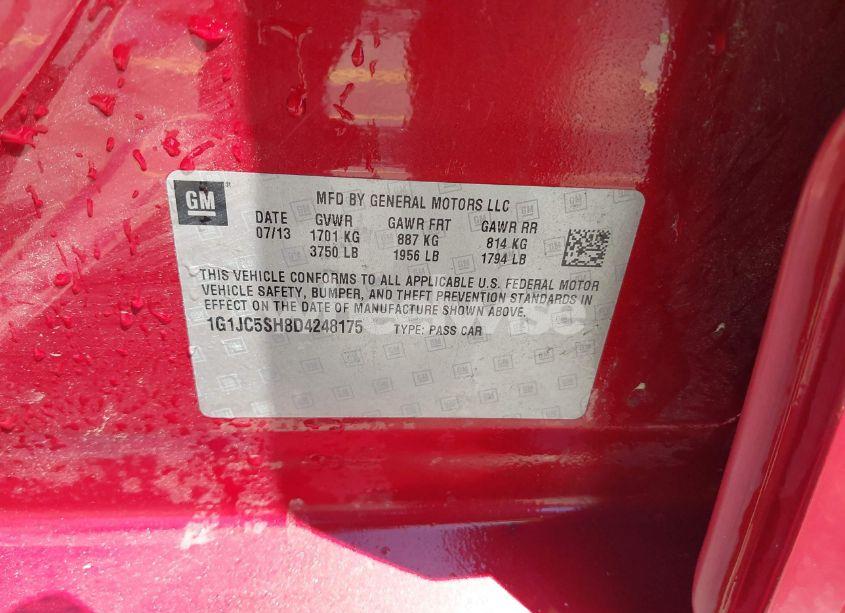 GM
MFD BY GENERAL MOTORS LLC
DATE GVWR GAWR FRT GAWR RR
07/13 1701 KG 887 KG 814 KG
3750 LB 1956 LB 1794 LB
THIS VEHICLE CONFORMS TO ALL APPLICABLE U.S. FEDERAL MOTOR
VEHICLE SAFETY, BUMPER, AND THEFT PREVENTION STANDARDS IN
EFFECT ON THE DATE OF MANUFACTURE SHOWN ABOVE.
1G1JC5SH8D4248175 TYPE: PASS CAR